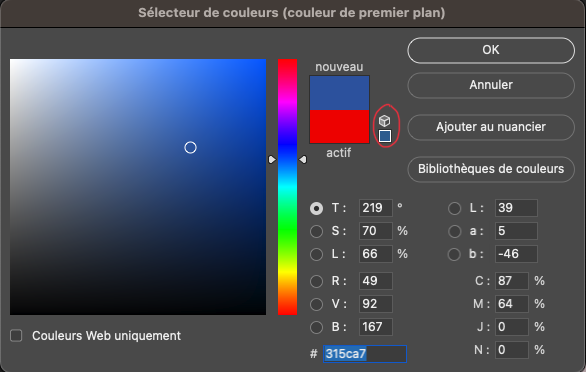 Sélecteur de couleurs (couleur de premier plan)
nouveau
actif
OK
Annuler
Ajouter au nuancier
Bibliothèques de couleurs
T : 219 °
S : 70 %
L : 66 %
R : 49
V : 92
B : 167
# 315ca7
L : 39
a : 5
b : -46
C : 87 %
M : 64 %
J : 0 %
N : 0 %
Couleurs Web uniquement